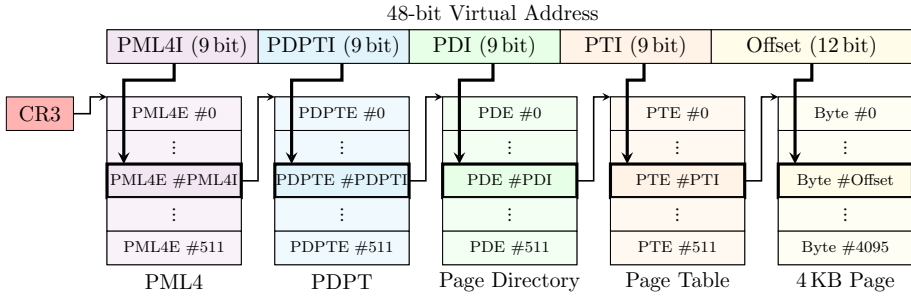 48-bit Virtual Address
PML4I (9 bit) PDPTI (9 bit) PDI (9 bit) PTI (9 bit) Offset (12 bit)
CR3
PML4E #0 PDPTE #0 PDE #0 PTE #0 Byte #0
⋮ ⋮ ⋮ ⋮ ⋮
PML4E #PML4I PDPTE #PDPTI PDE #PDI PTE #PTI Byte #Offset
⋮ ⋮ ⋮ ⋮ ⋮
PML4E #511 PDPTE #511 PDE #511 PTE #511 Byte #4095
PML4 PDPT Page Directory Page Table 4 KB Page